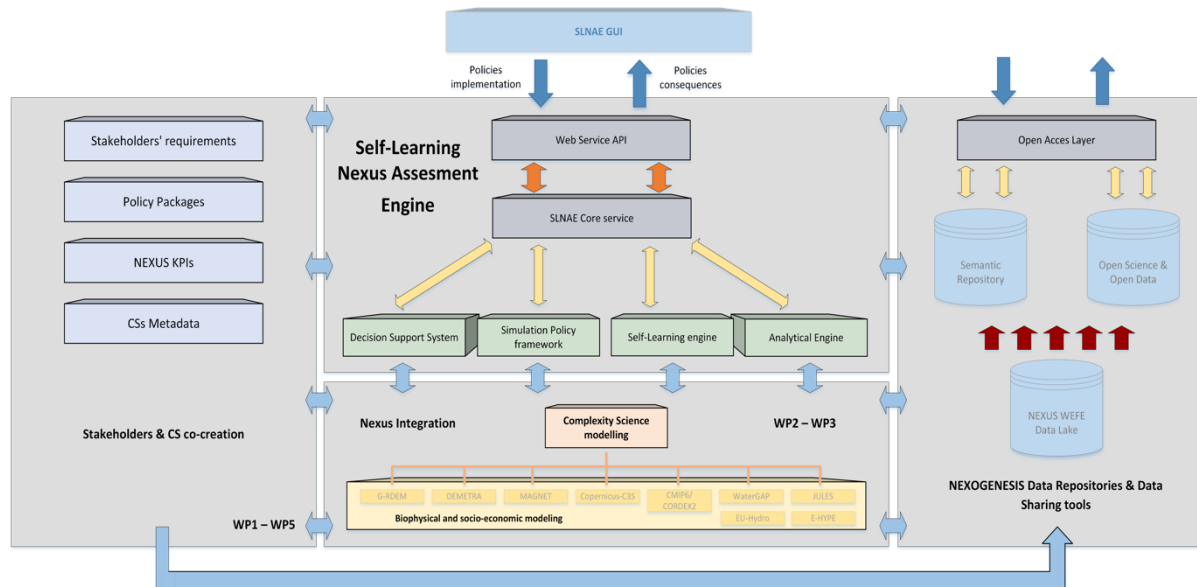 SLNAE GUI
Policies
implementation
Policies
consequences
Stakeholders' requirements
Policy Packages
NEXUS KPIs
CSs Metadata
Stakeholders & CS co-creation
WP1 – WP5
Self-Learning
Nexus Assesment
Engine
Web Service API
SLNAE Core service
Decision Support System
Simulation Policy
framework
Self-Learning engine
Analytical Engine
Nexus Integration
Complexity Science
modelling
WP2 – WP3
G-RDEM
DEMETRA
MAGNET
Copernicus-C3S
CMIP6/
CORDEX2
WaterGAP
JULES
EU-Hydro
E-HYPE
Biophysical and socio-economic modeling
Open Acces Layer
Semantic
Repository
Open Science &
Open Data
NEXUS WEFE
Data Lake
NEXOGENESIS Data Repositories & Data
Sharing tools